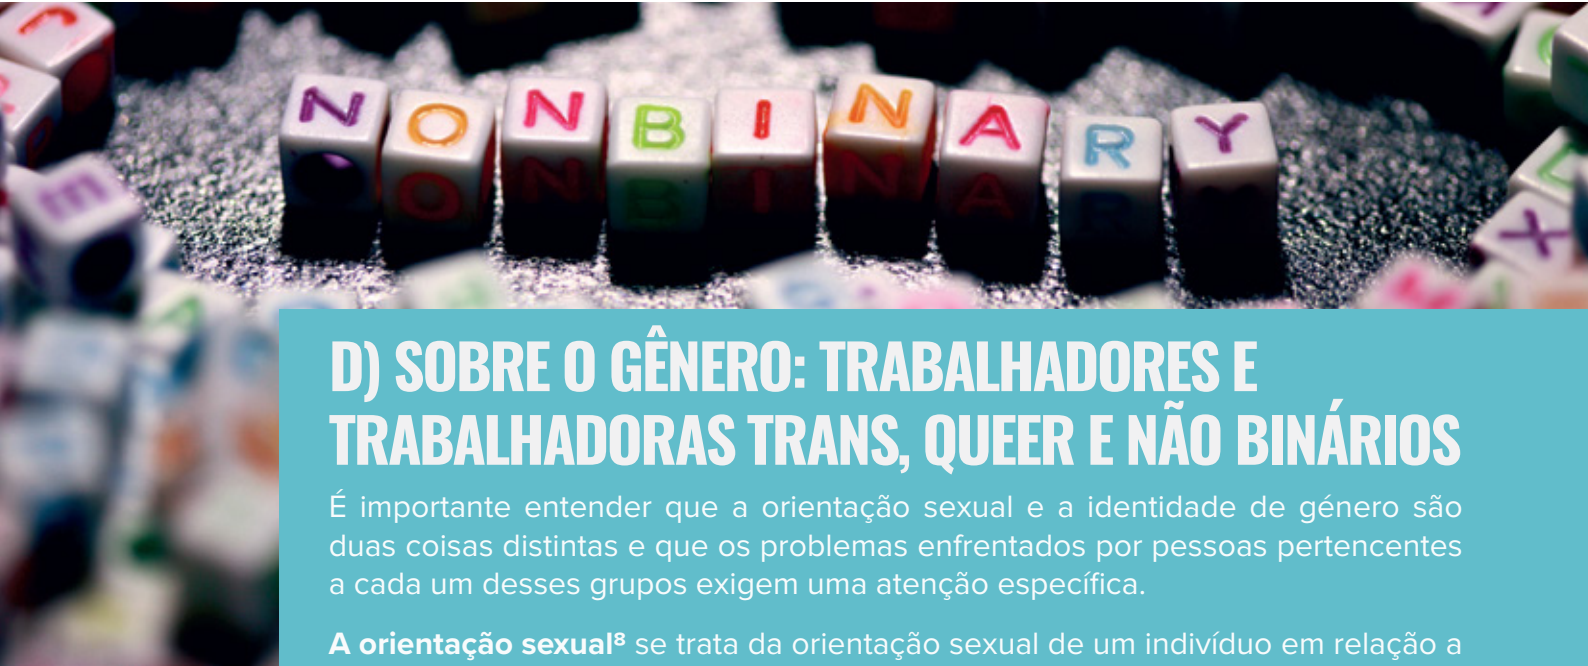 NONBINARY
D) SOBRE O GÊNERO: TRABALHADORES E
TRABALHADORAS TRANS, QUEER E NÃO BINÁRIOS
É importante entender que a orientação sexual e a identidade de género são
duas coisas distintas e que os problemas enfrentados por pessoas pertencentes
a cada um desses grupos exigem uma atenção específica.
A orientação sexual⁸ se trata da orientação sexual de um indivíduo em relação a